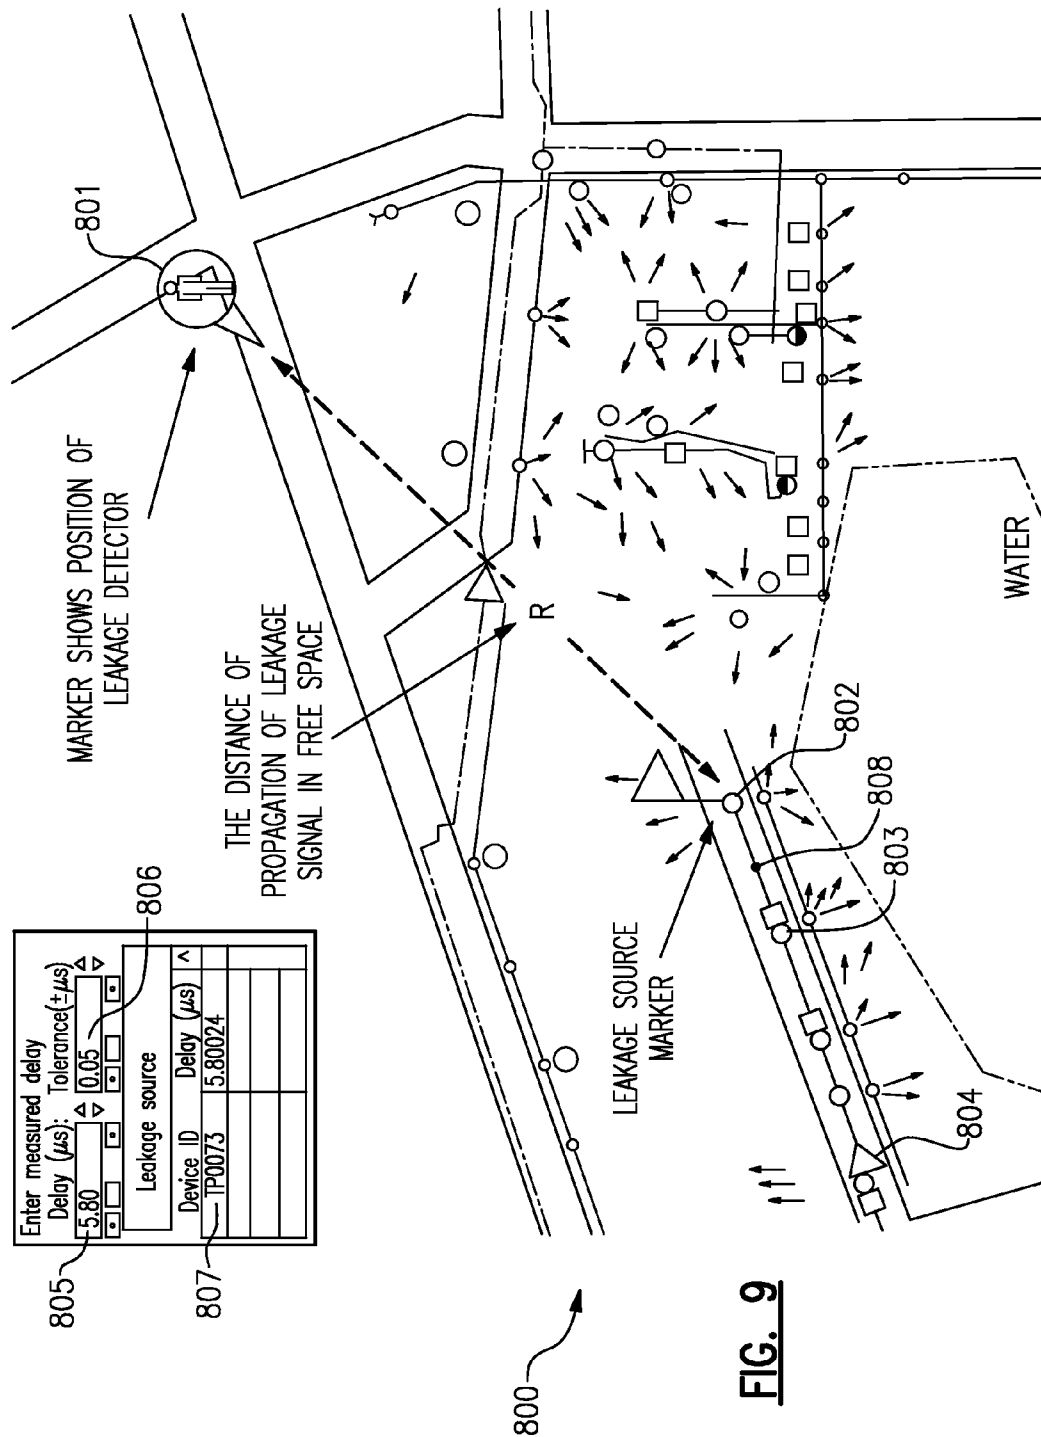 Enter measured delay
Delay (µs): Tolerance(±µs)
5.80 0.05
Leakage source
Device ID Delay (µs) ^
TP0073 5.80024
805
806
807
MARKER SHOWS POSITION OF
LEAKAGE DETECTOR
801
THE DISTANCE OF
PROPAGATION OF LEAKAGE
SIGNAL IN FREE SPACE
R
LEAKAGE SOURCE
MARKER
802
808
803
804
WATER
800
FIG. 9